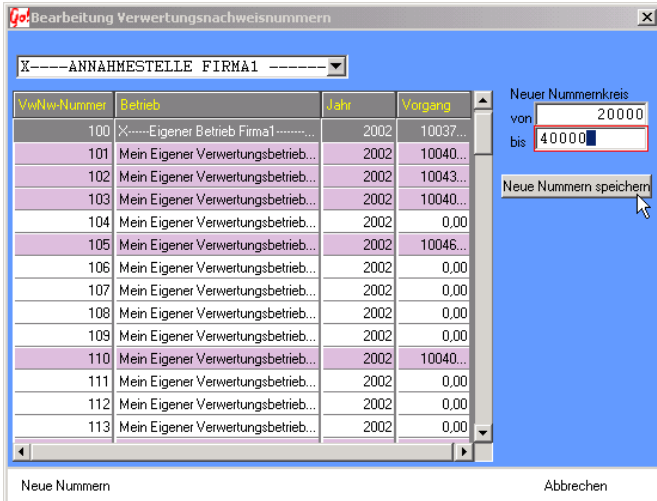 Go! Bearbeitung Verwertungsnachweisnummern
X----ANNAHMESTELLE FIRMA1 ------
Neuer Nummernkreis
von 20000
bis 40000
Neue Nummern speichern
VwNw-Nummer Betrieb Jahr Vorgang
100 X-----Eigener Betrieb Firma1--------... 2002 10037...
101 Mein Eigener Verwertungsbetrieb... 2002 10040...
102 Mein Eigener Verwertungsbetrieb... 2002 10043...
103 Mein Eigener Verwertungsbetrieb... 2002 10040...
104 Mein Eigener Verwertungsbetrieb... 2002 0,00
105 Mein Eigener Verwertungsbetrieb... 2002 10046...
106 Mein Eigener Verwertungsbetrieb... 2002 0,00
107 Mein Eigener Verwertungsbetrieb... 2002 0,00
108 Mein Eigener Verwertungsbetrieb... 2002 0,00
109 Mein Eigener Verwertungsbetrieb... 2002 0,00
110 Mein Eigener Verwertungsbetrieb... 2002 10040...
111 Mein Eigener Verwertungsbetrieb... 2002 0,00
112 Mein Eigener Verwertungsbetrieb... 2002 0,00
113 Mein Eigener Verwertungsbetrieb... 2002 0,00
Neue Nummern Abbrechen